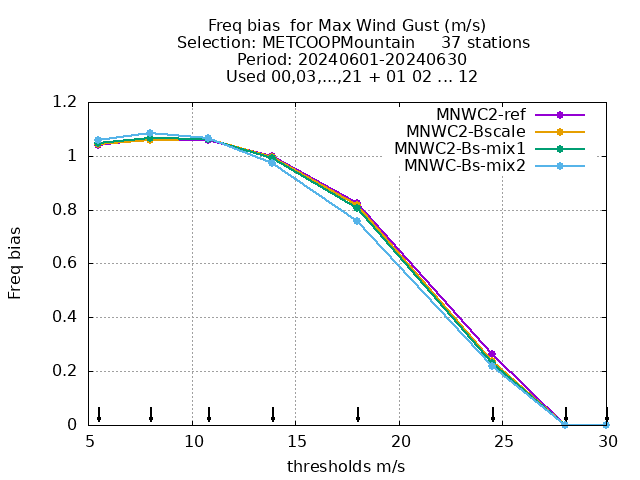 Freq bias  for Max Wind Gust (m/s)
Selection: METCOOPMountain     37 stations
Period: 20240601-20240630
Used 00,03,...,21 + 01 02 ... 12
MNWC2-ref
MNWC2-Bscale
MNWC2-Bs-mix1
MNWC-Bs-mix2
1.2
1
0.8
0.6
0.4
0.2
0
Freq bias
5 10 15 20 25 30
thresholds m/s